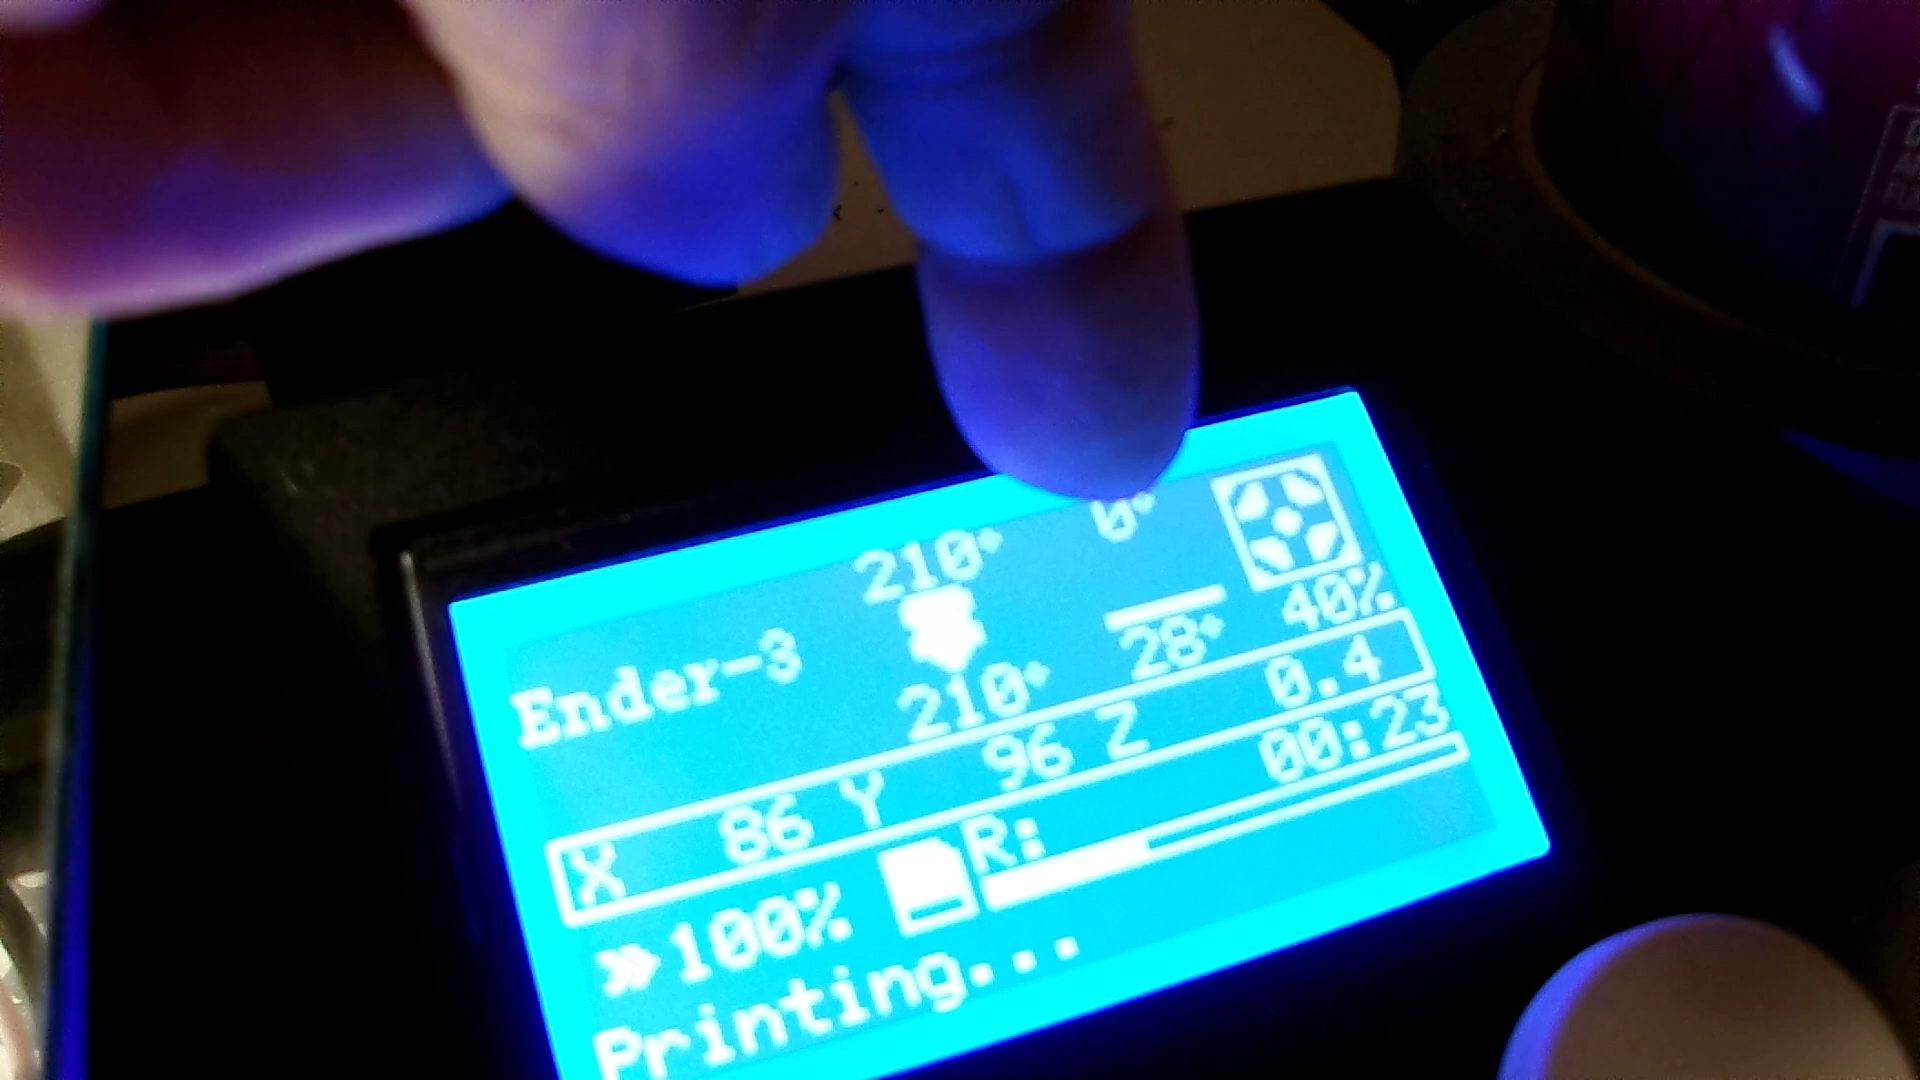 210° 0°
Ender-3
28° 40%
210°
X 86 Y 96 Z 0.4
»100% R: 00:23
Printing...